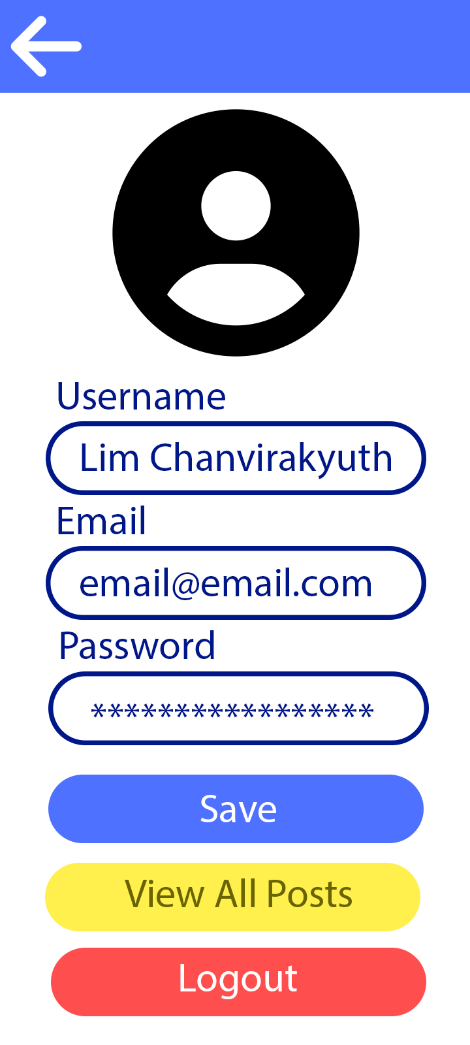 Username
Lim Chanvirakyuth
Email
email@email.com
Password
*****************
Save
View All Posts
Logout